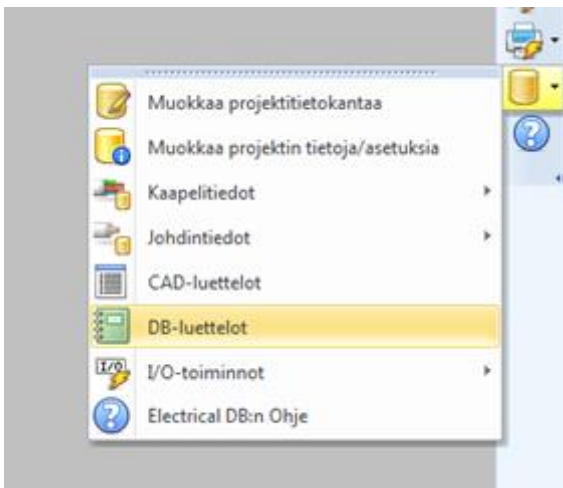 Muokkaa projektitietokantaa
Muokkaa projektin tietoja/asetuksia
Kaapelitiedot
Johdintiedot
CAD-luettelot
DB-luettelot
I/O
I/O-toiminnot
Electrical DB:n Ohje